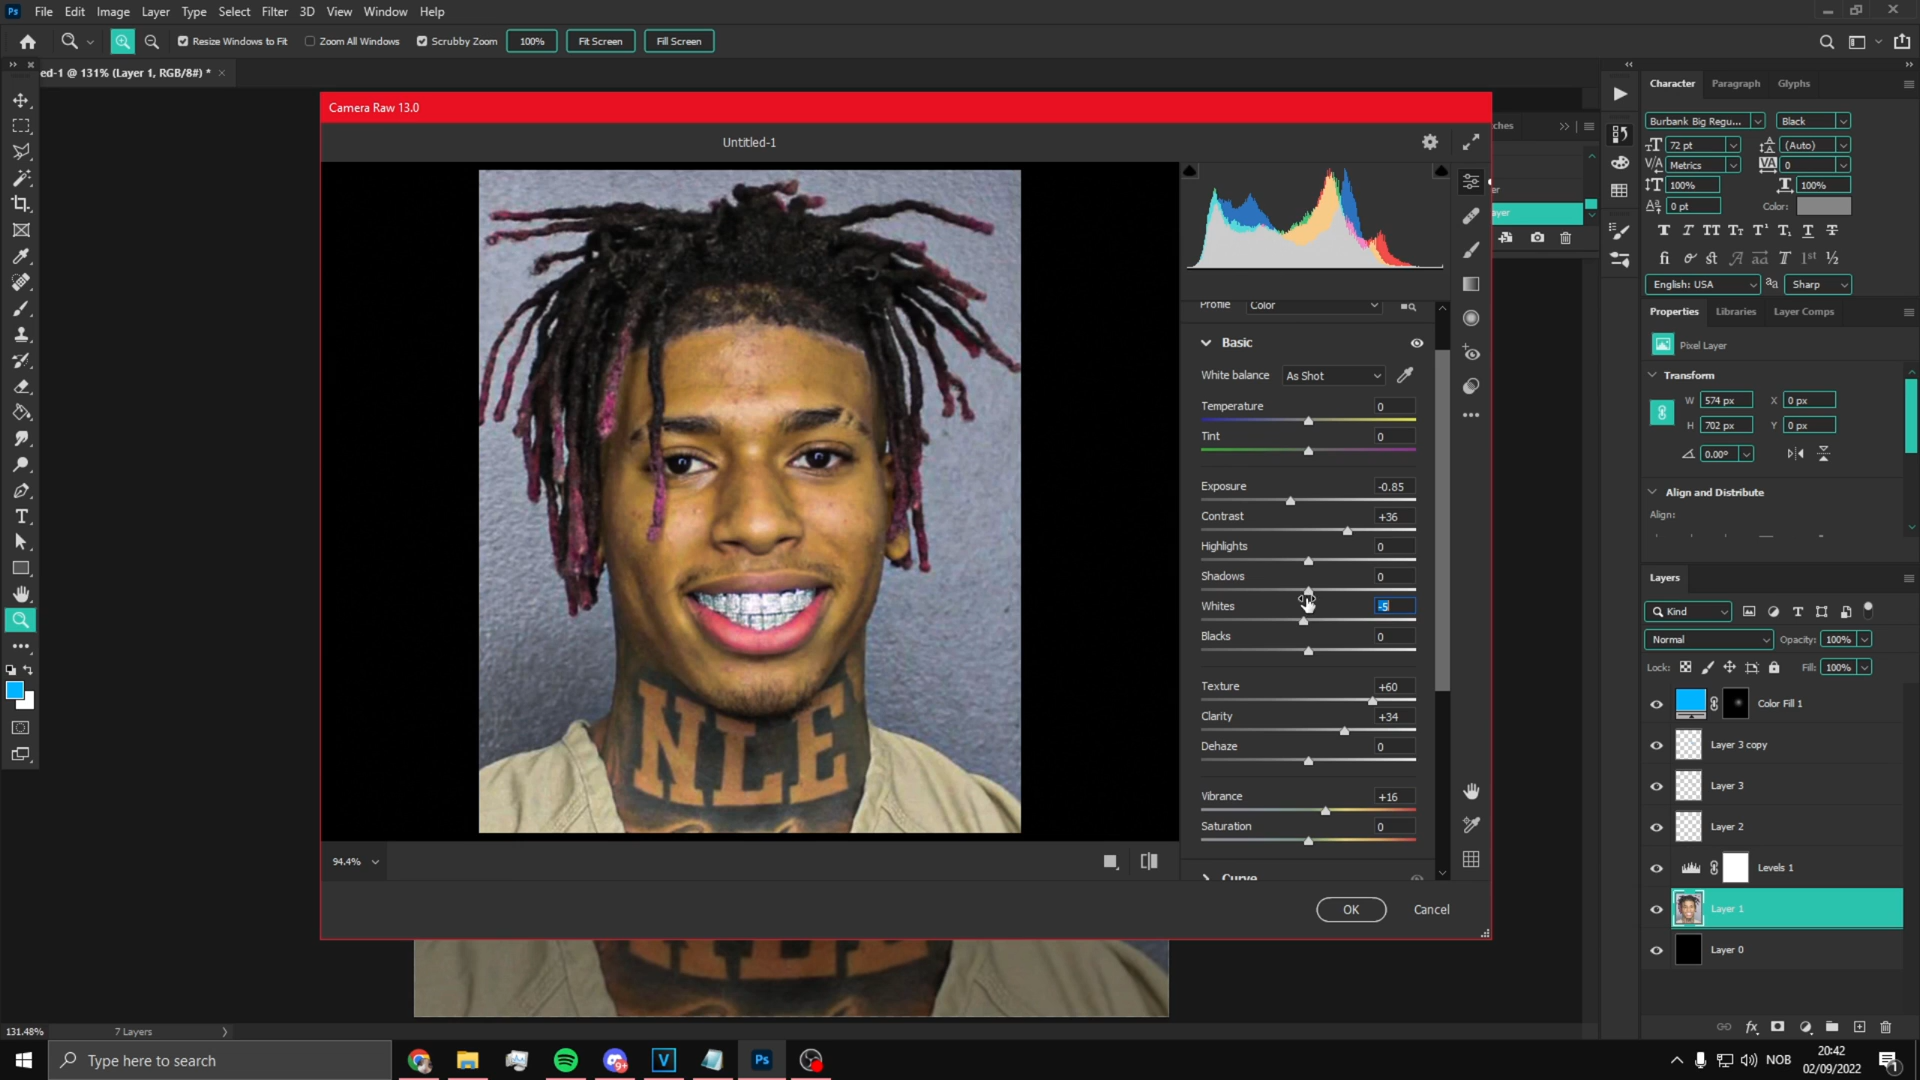 Ps File Edit Image Layer Type Select Filter 3D View Window Help
Resize Windows to Fit Zoom All Windows Scrubby Zoom 100% Fit Screen Fill Screen
ed-1 @ 131% (Layer 1, RGB/8#) * ×
Camera Raw 13.0
Untitled-1
Profile Color
Basic
White balance As Shot
Temperature 0
Tint 0
Exposure -0.85
Contrast +36
Highlights 0
Shadows 0
Whites -5
Blacks 0
Texture +60
Clarity +34
Dehaze 0
Vibrance +16
Saturation 0
Curve
NLE
94.4%
OK Cancel
ches
er
ayer
Character Paragraph Glyphs
Burbank Big Regu... Black
72 pt (Auto)
Metrics 0
100% 100%
0 pt Color:
English: USA Sharp
Properties Libraries Layer Comps
Pixel Layer
Transform
W 574 px X 0 px
H 702 px Y 0 px
0.00°
Align and Distribute
Align:
Layers
Kind
Normal Opacity: 100%
Lock: Fill: 100%
Color Fill 1
Layer 3 copy
Layer 3
Layer 2
Levels 1
Layer 1
Layer 0
131.48% 7 Layers
Type here to search
9+
V
Ps
NOB
20:42
02/09/2022
1